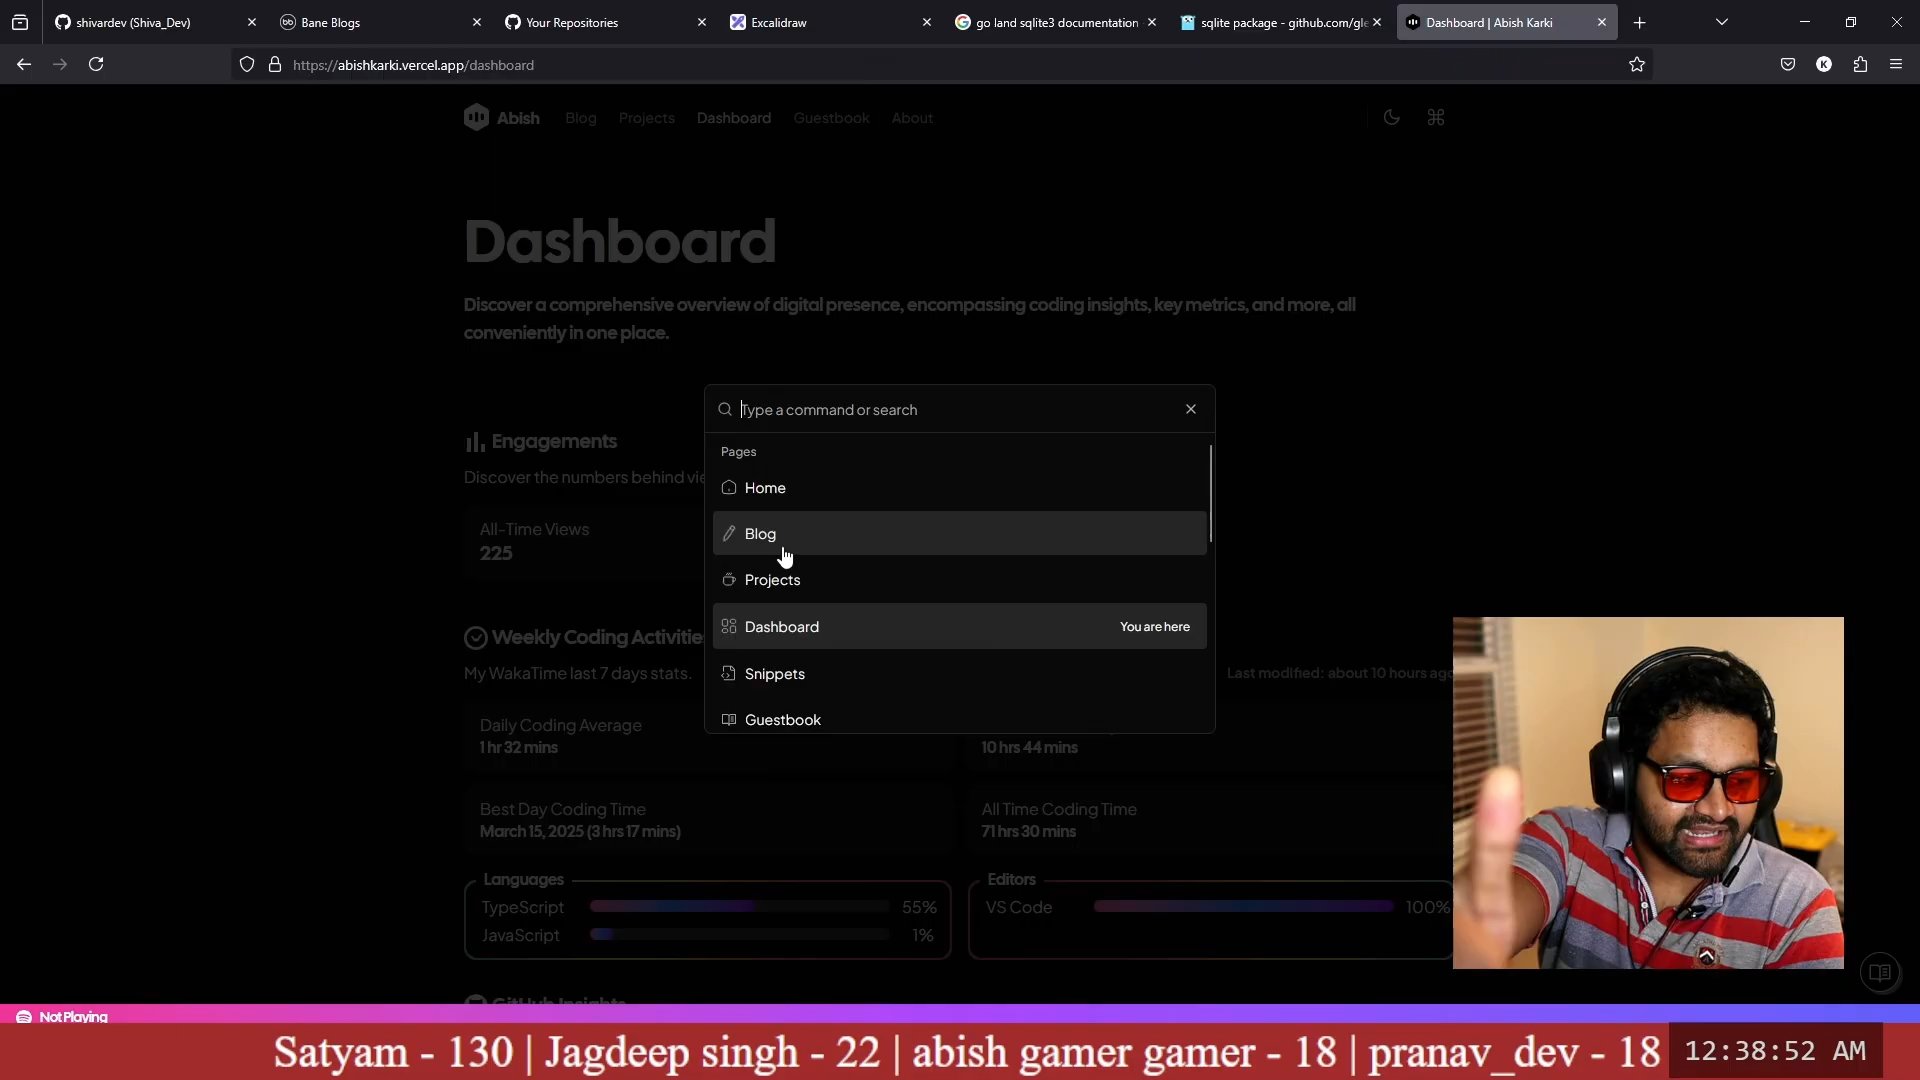 shivardev (Shiva_Dev)
Bane Blogs
Your Repositories
Excalidraw
go land sqlite3 documentation
sqlite package - github.com/gle
Dashboard | Abish Karki
https://abishkarki.vercel.app/dashboard
K
Abish
Blog
Projects
Dashboard
Guestbook
About
Dashboard
Discover a comprehensive overview of digital presence, encompassing coding insights, key metrics, and more, all
conveniently in one place.
Type a command or search
Pages
Home
Blog
Projects
Dashboard
You are here
Snippets
Guestbook
Engagements
Discover the numbers behind
All-Time Views
225
Weekly Coding Activitie
My WakaTime last 7 days stats.
Last modified: about 10 hours ago
Daily Coding Average
1 hr 32 mins
10 hrs 44 mins
Best Day Coding Time
March 15, 2025 (3 hrs 17 mins)
All Time Coding Time
71 hrs 30 mins
Languages
TypeScript
55%
JavaScript
1%
Editors
VS Code
100%
GitHub Insights
Not Playing
Satyam - 130 | Jagdeep singh - 22 | abish gamer gamer - 18 | pranav_dev - 18
12:38:52 AM